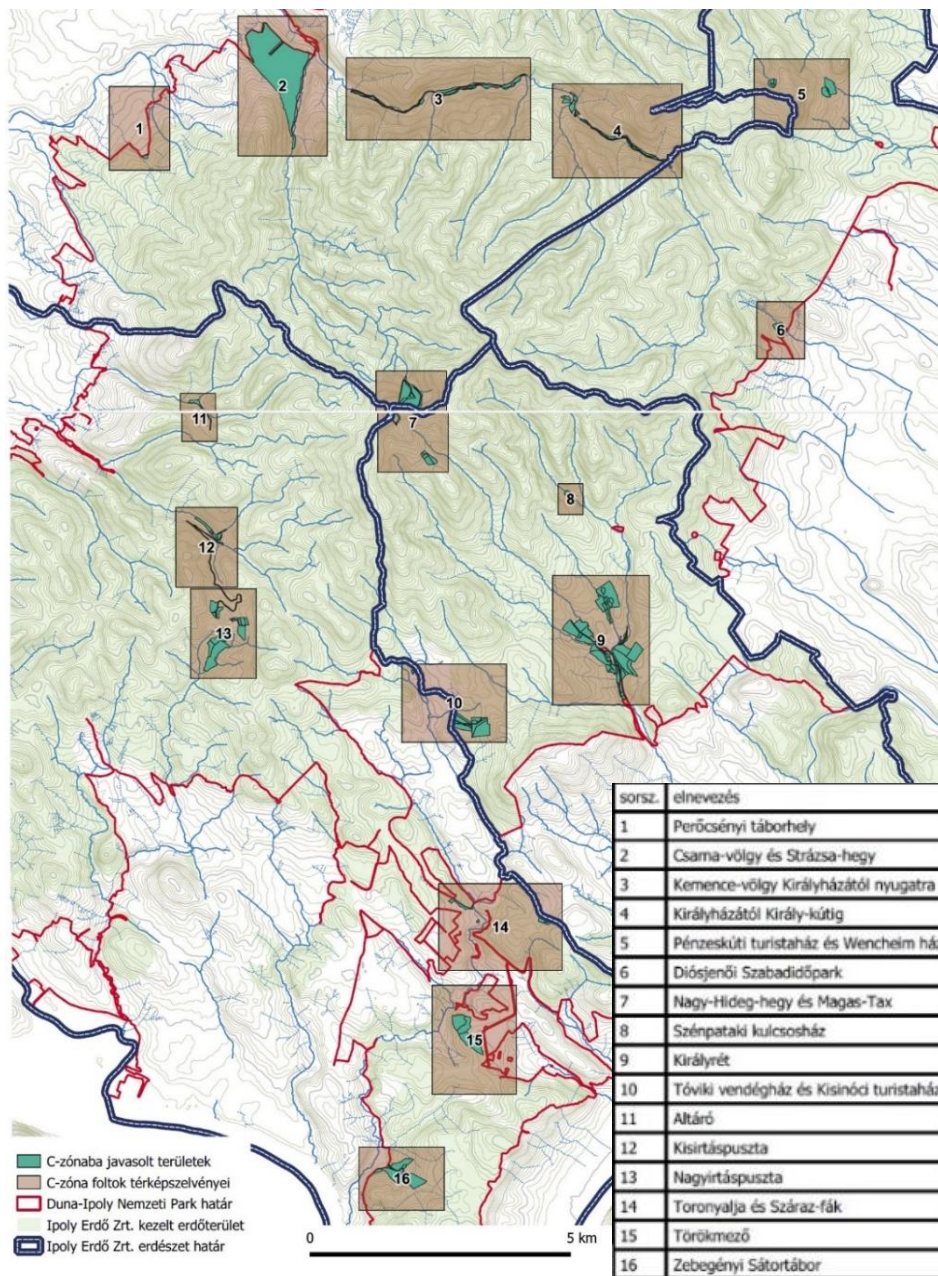 1
2
3
4
5
6
7
8
9
10
11
12
13
14
15
16
C-zónaba javasolt területek
C-zóna foltok térképszelvényei
Duna-Ipoly Nemzeti Park határ
Ipoly Erdő Zrt. kezelt erdőterület
Ipoly Erdő Zrt. erdészet határ
0 5 km
sorsz. elnevezés
1 Perőcsényi táborhely
2 Csarna-völgy és Strázsa-hegy
3 Kemence-völgy Királyházától nyugatra
4 Királyházától Király-kútig
5 Pénzeskúti turistaház és Wencheim ház
6 Diósjenői Szabadidőpark
7 Nagy-Hideg-hegy és Magas-Tax
8 Szénpataki kulcsosház
9 Királyrét
10 Tóviki vendégház és Kisinóci turistaház
11 Altáró
12 Kisirtáspuszta
13 Nagyirtáspuszta
14 Toronyalja és Száraz-fák
15 Törökmező
16 Zebegényi Sátortábor